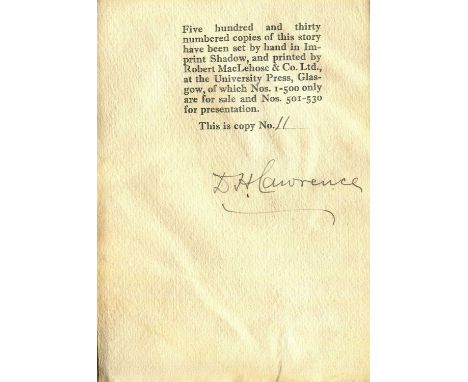 Five hundred and thirty
numbered copies of this story
have been set by hand in Im-
print Shadow, and printed by
Robert MacLehose & Co. Ltd.,
at the University Press, Glas-
gow, of which Nos. 1-500 only
are for sale and Nos. 501-530
for presentation.
This is copy No. 11
D. H. Lawrence